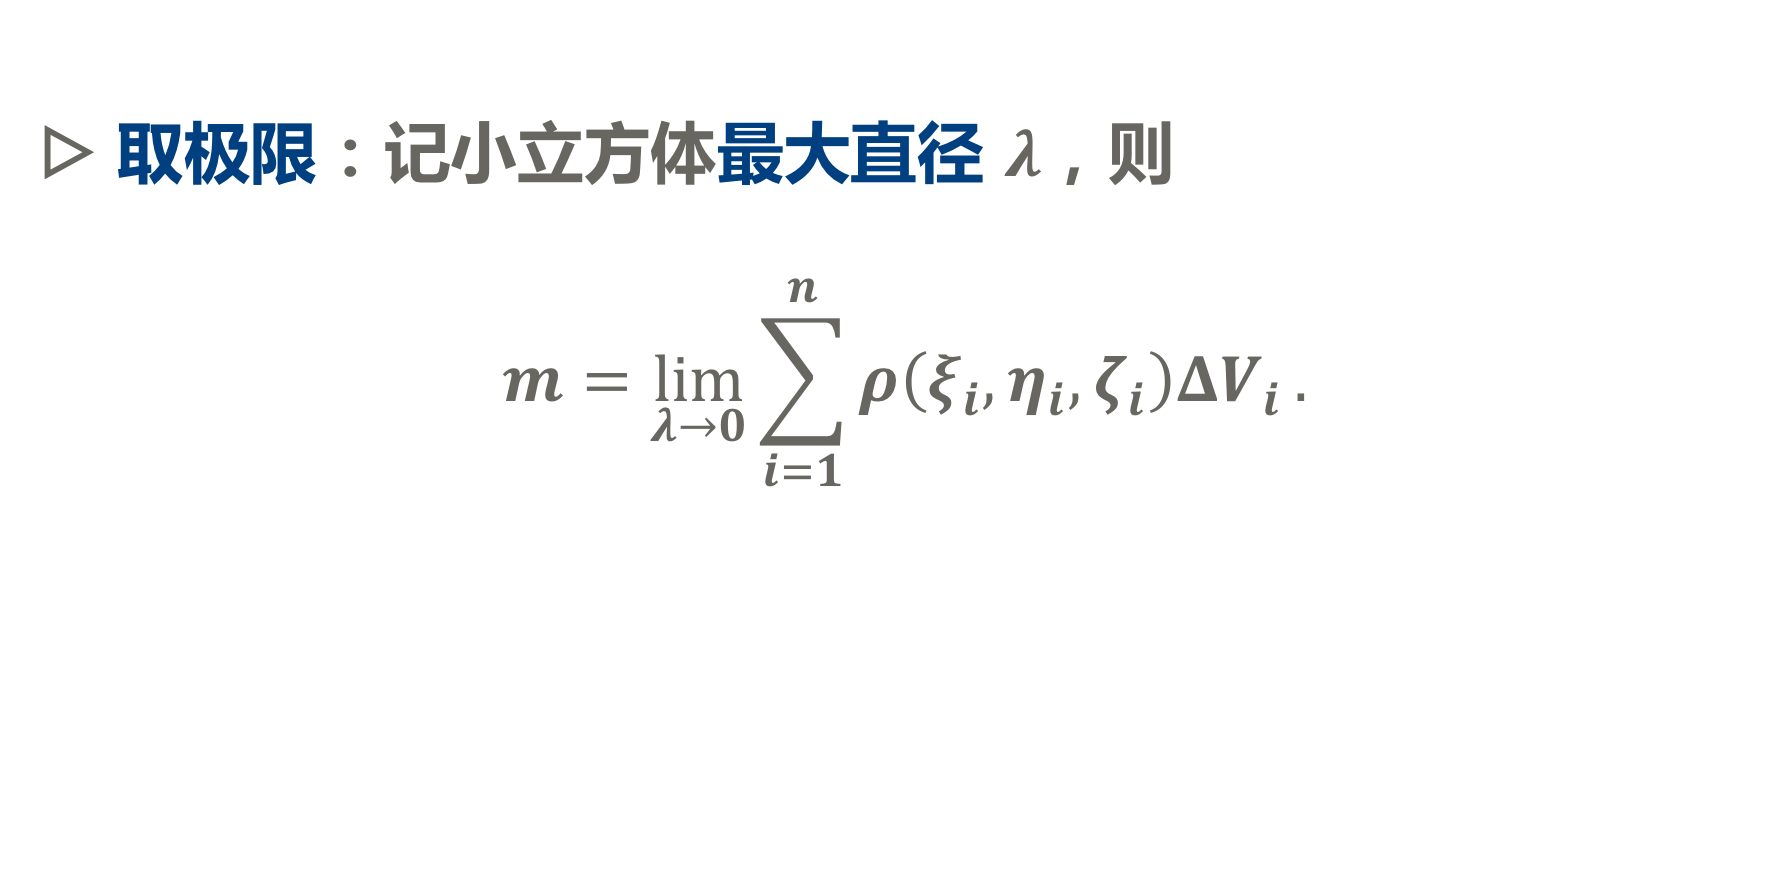 ▷ 取极限：记小立方体最大直径 λ，则
m = lim_{λ→0} ∑_{i=1}^{n} ρ(ξ_i, η_i, ζ_i)ΔV_i .